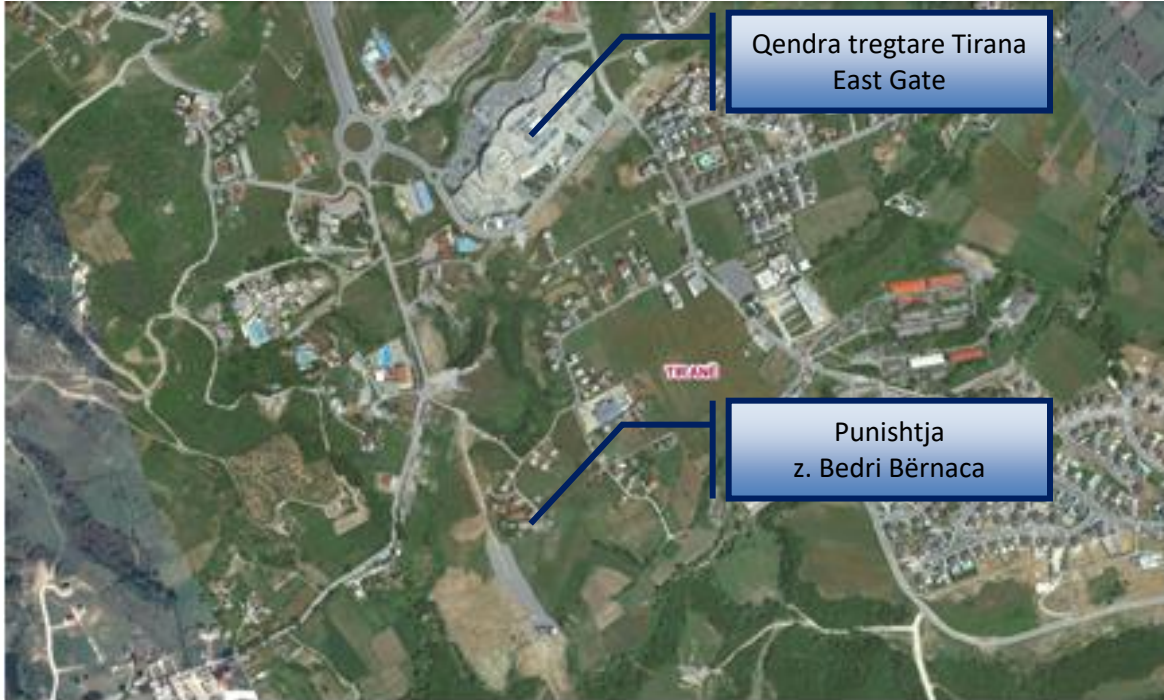 Qendra tregtare Tirana
East Gate
TIRANË
Punishtja
z. Bedri Bërnaca